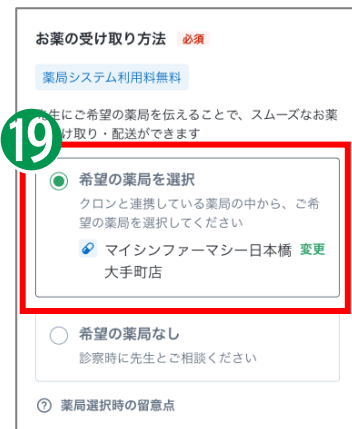 お薬の受け取り方法 必須
薬局システム利用料無料
生にご希望の薬局を伝えることで、スムーズなお薬
け取り・配送ができます
19
希望の薬局を選択
クロンと連携している薬局の中から、ご希
望の薬局を選択してください
マイシンファーマシー日本橋 変更
大手町店
希望の薬局なし
診察時に先生とご相談ください
? 薬局選択時の留意点